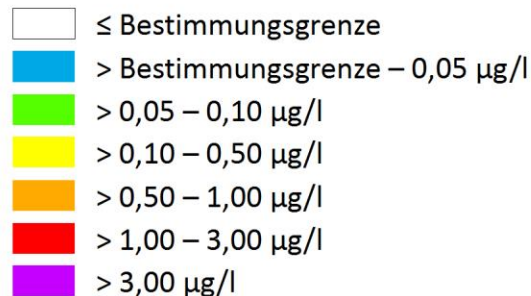 ≤ Bestimmungsgrenze
> Bestimmungsgrenze – 0,05 µg/l
> 0,05 – 0,10 µg/l
> 0,10 – 0,50 µg/l
> 0,50 – 1,00 µg/l
> 1,00 – 3,00 µg/l
> 3,00 µg/l